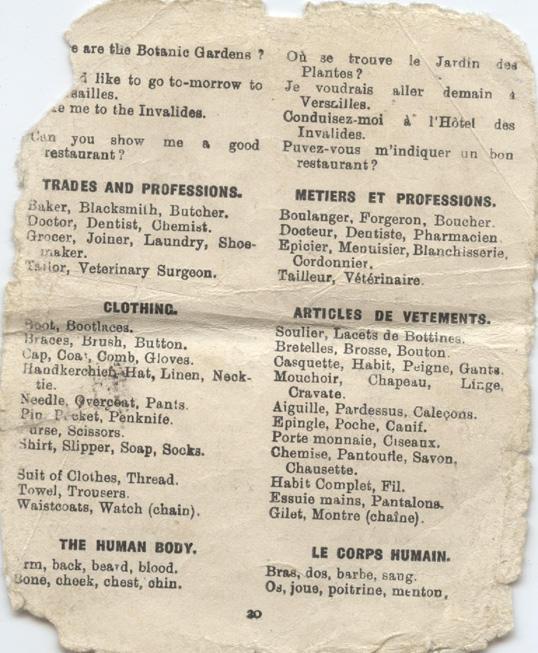 e are the Botanic Gardens ?
d like to go to-morrow to
sailles.
e me to the Invalides.
Can you show me a good
restaurant?
TRADES AND PROFESSIONS.
Baker, Blacksmith, Butcher.
Doctor, Dentist, Chemist.
Grocer, Joiner, Laundry, Shoe-
maker.
Tailor, Veterinary Surgeon.
CLOTHING.
Boot, Bootlaces.
Braces, Brush, Button.
Cap, Coat, Comb, Gloves.
Handkerchief, Hat, Linen, Neck-
tie.
Needle, Overcoat, Pants.
Pin, Pocket, Penknife.
urse, Scissors.
Shirt, Slipper, Soap, Socks.
Suit of Clothes, Thread.
Towel, Trousers.
Waistcoats, Watch (chain).
THE HUMAN BODY.
rm, back, beard, blood.
Bone, cheek, chest, chin.
Où se trouve le Jardin des
Plantes?
Je voudrais aller demain à
Versailles.
Conduisez-moi à l'Hôtel des
Invalides.
Puvez-vous m'indiquer un bon
restaurant?
METIERS ET PROFESSIONS.
Boulanger, Forgeron, Boucher.
Docteur, Dentiste, Pharmacien.
Epicier, Menuisier, Blanchisserie,
Cordonnier.
Tailleur, Vétérinaire.
ARTICLES DE VETEMENTS.
Soulier, Lacets de Bottines.
Bretelles, Brosse, Bouton.
Casquette, Habit, Peigne, Gants.
Mouchoir, Chapeau, Linge,
Cravate.
Aiguille, Pardessus, Caleçons.
Epingle, Poche, Canif.
Porte monnaie, Ciseaux.
Chemise, Pantoufle, Savon,
Chausette.
Habit Complet, Fil.
Essuie mains, Pantalons.
Gilet, Montre (chaîne).
LE CORPS HUMAIN.
Bras, dos, barbe, sang.
Os, joue, poitrine, menton,
20